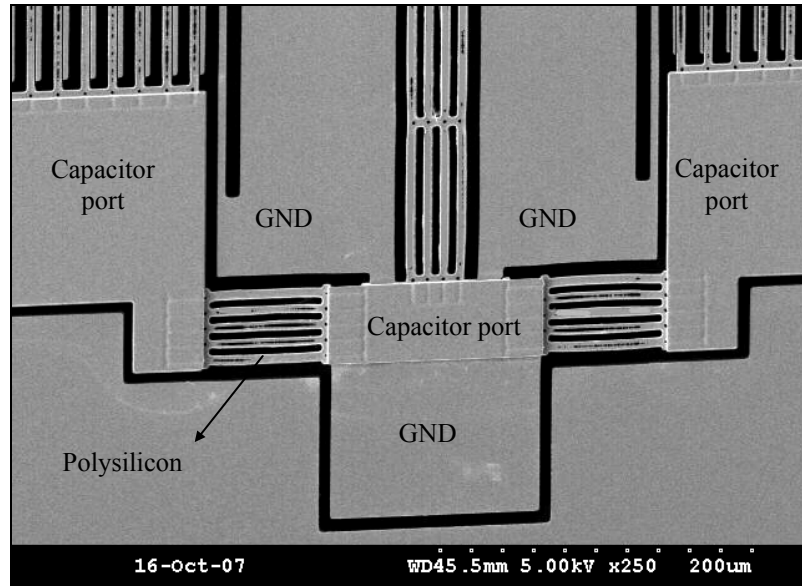 Capacitor
port
Capacitor
port
GND
GND
Capacitor port
GND
Polysilicon
16-Oct-07 WD45.5mm 5.00kV x250 200um